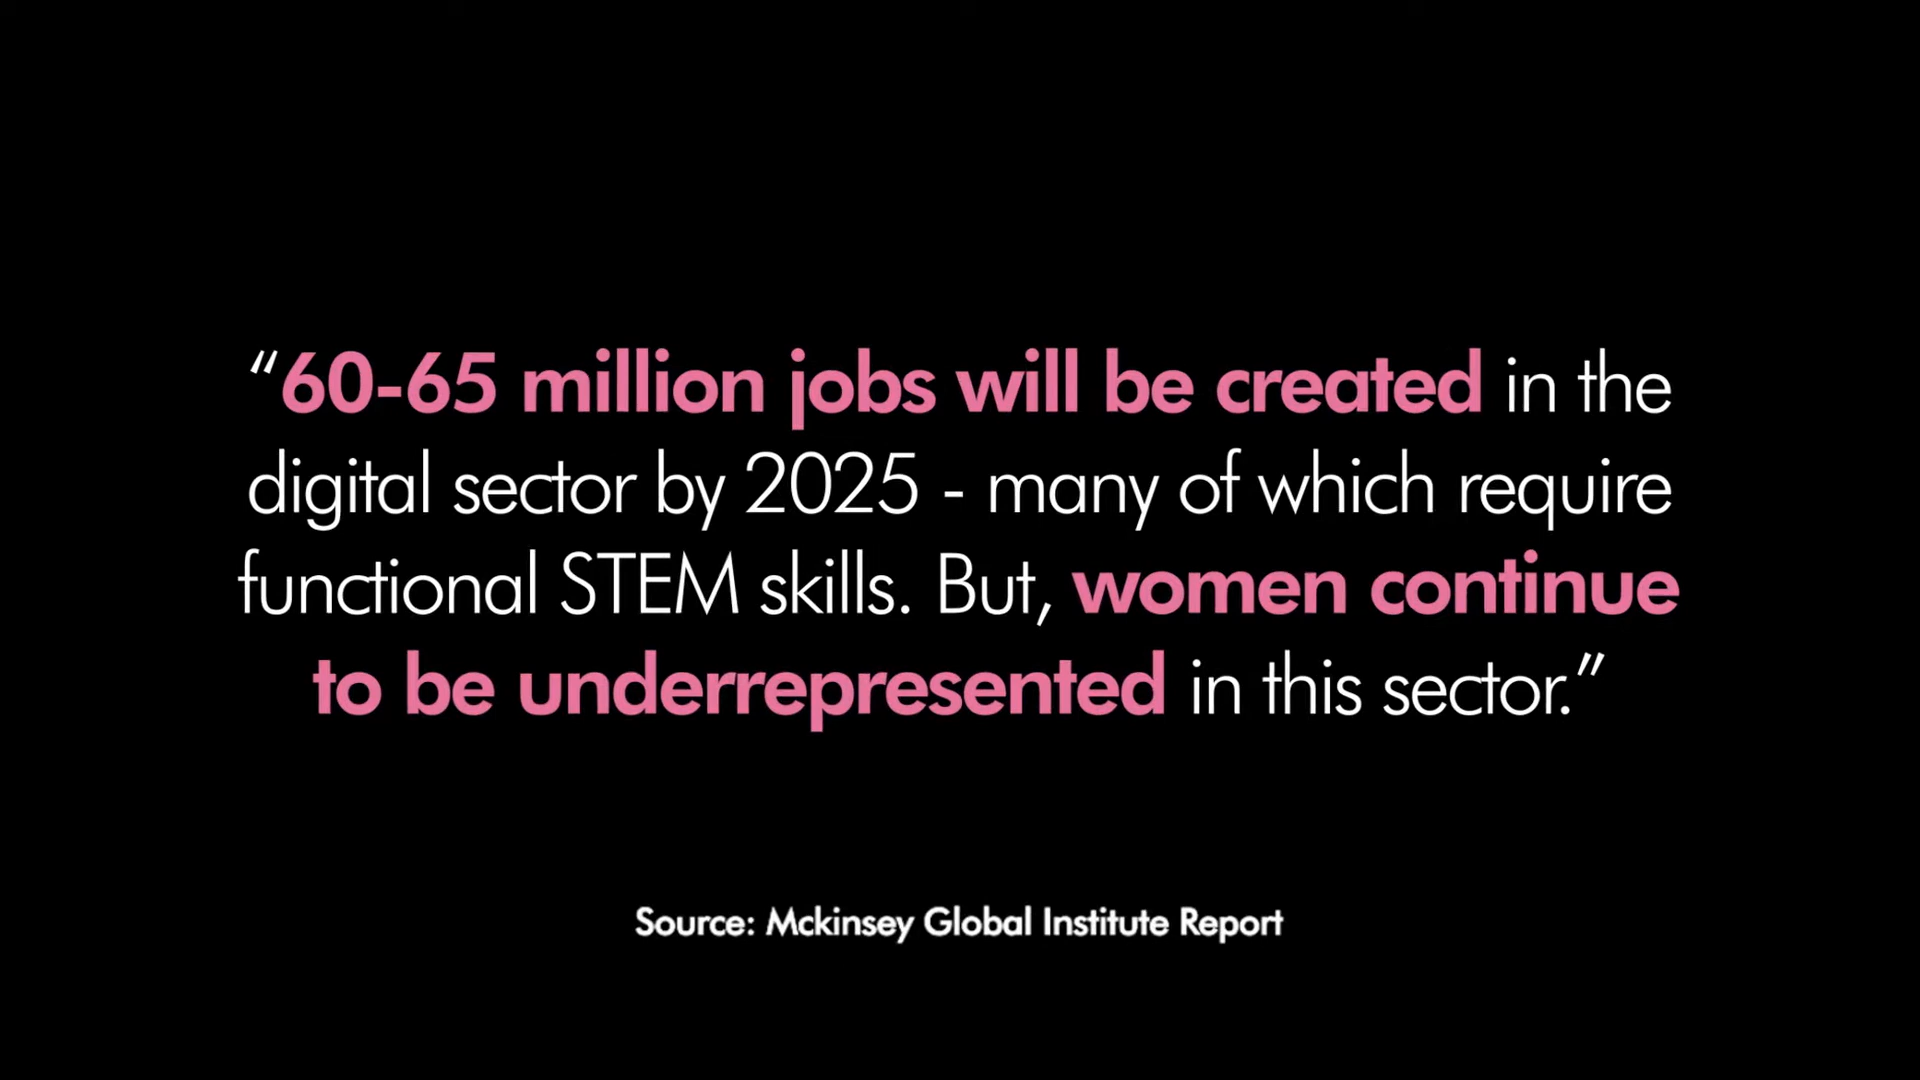 “60-65 million jobs will be created in the
digital sector by 2025 - many of which require
functional STEM skills. But, women continue
to be underrepresented in this sector.”
Source: Mckinsey Global Institute Report